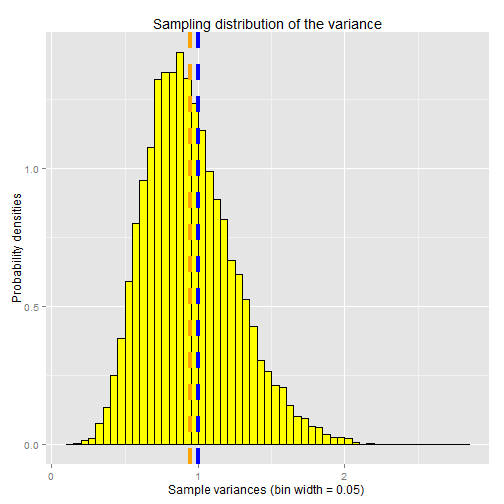 Sampling distribution of the variance
Probability densities
1.0
0.5
0.0
0
1
2
Sample variances (bin width = 0.05)